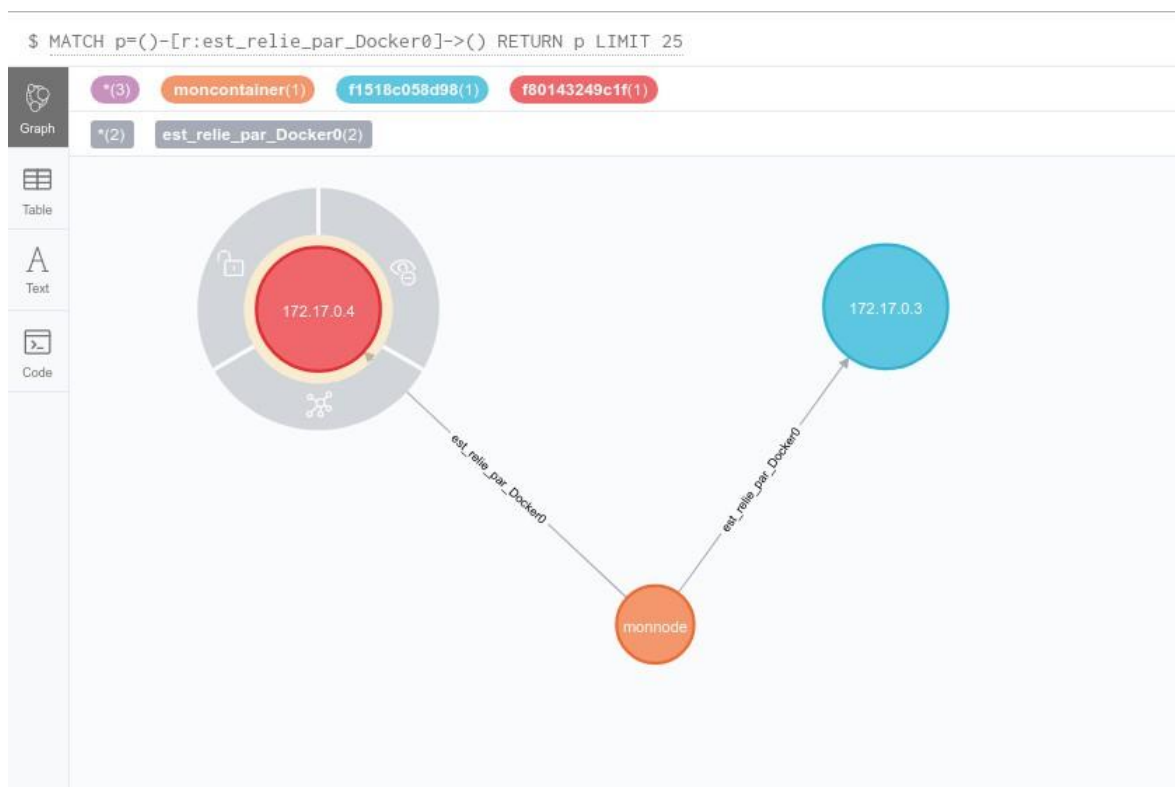 $ MATCH p=()-[r:est_relie_par_Docker0]->() RETURN p LIMIT 25
*(3) moncontainer(1) f1518c058d98(1) f80143249c1f(1)
Graph
*(2) est_relie_par_Docker0(2)
Table
A
Text
Code
172.17.0.4
172.17.0.3
est_relie_par_Docker0
est_relie_par_Docker0
monnode